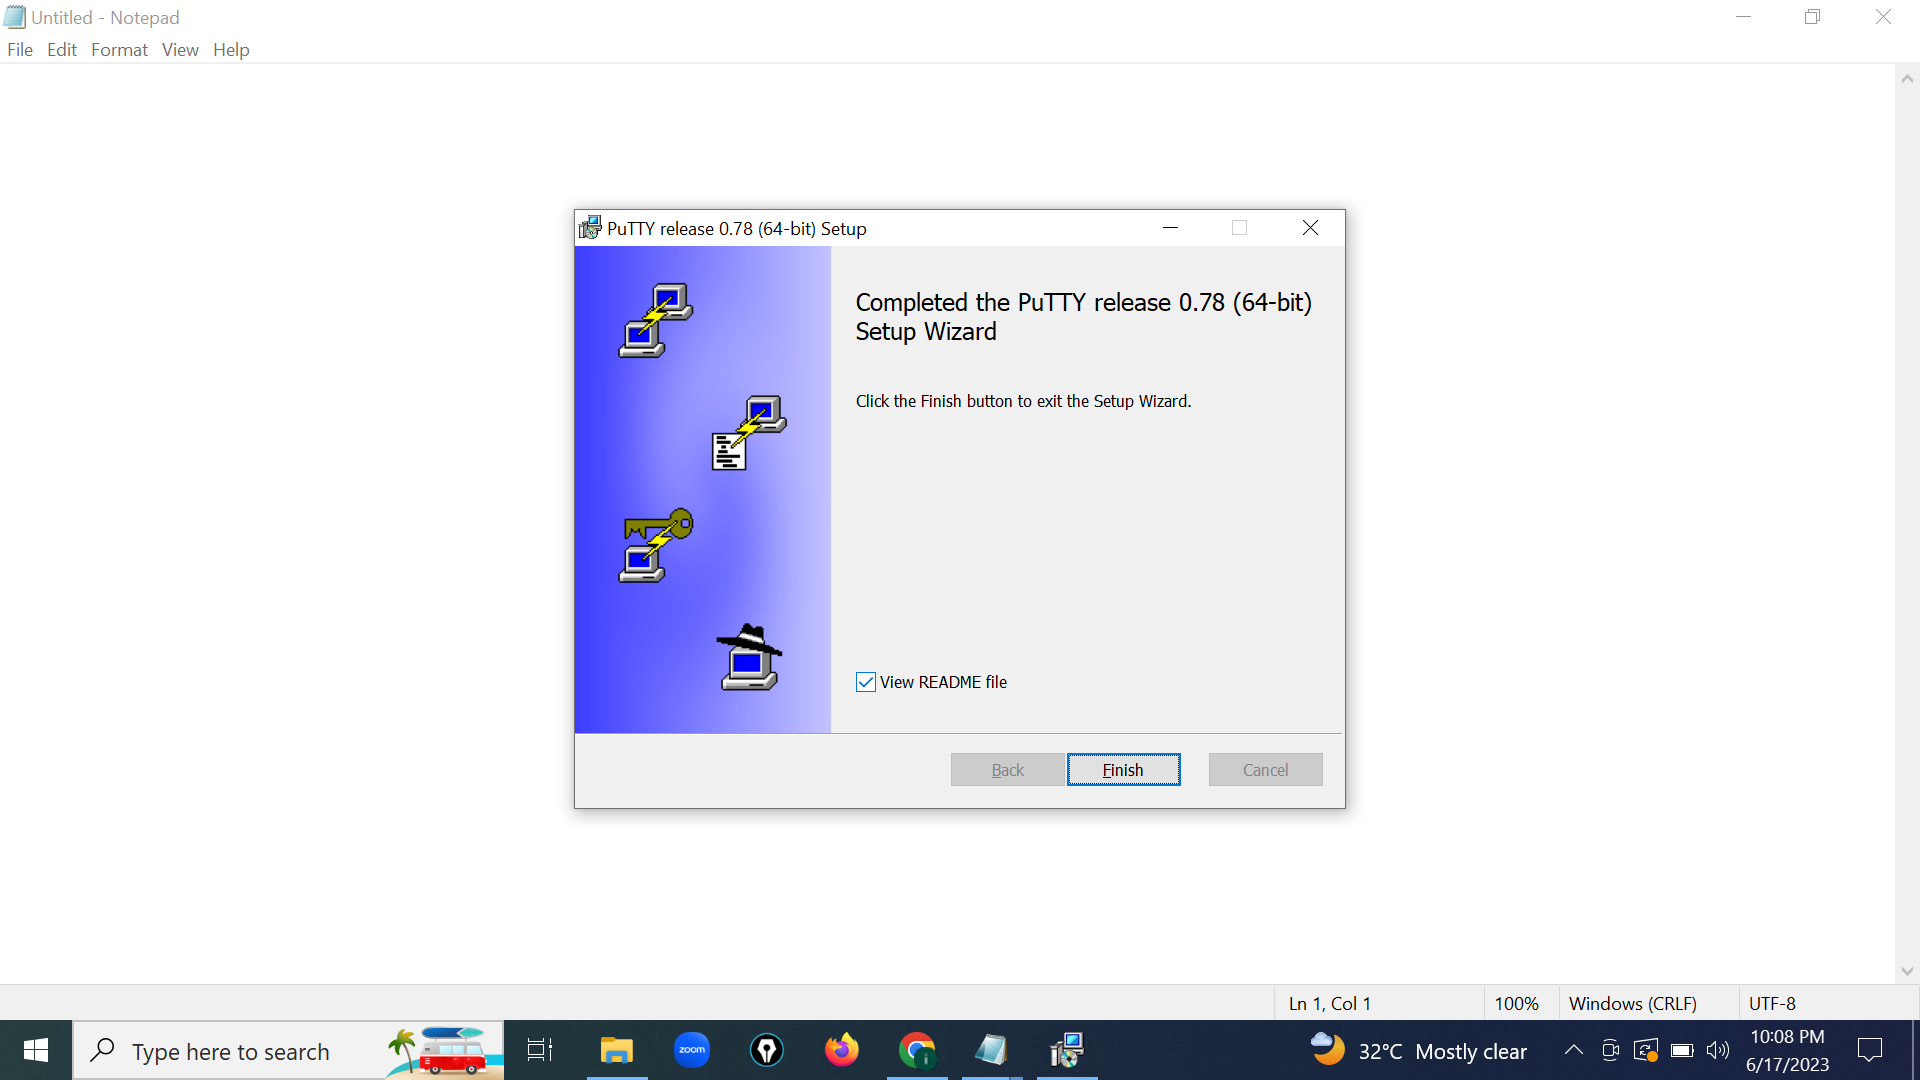 Untitled - Notepad
File Edit Format View Help
PuTTY release 0.78 (64-bit) Setup
Completed the PuTTY release 0.78 (64-bit)
Setup Wizard
Click the Finish button to exit the Setup Wizard.
View README file
Back Finish Cancel
Ln 1, Col 1 100% Windows (CRLF) UTF-8
Type here to search
zoom
32°C Mostly clear
10:08 PM
6/17/2023